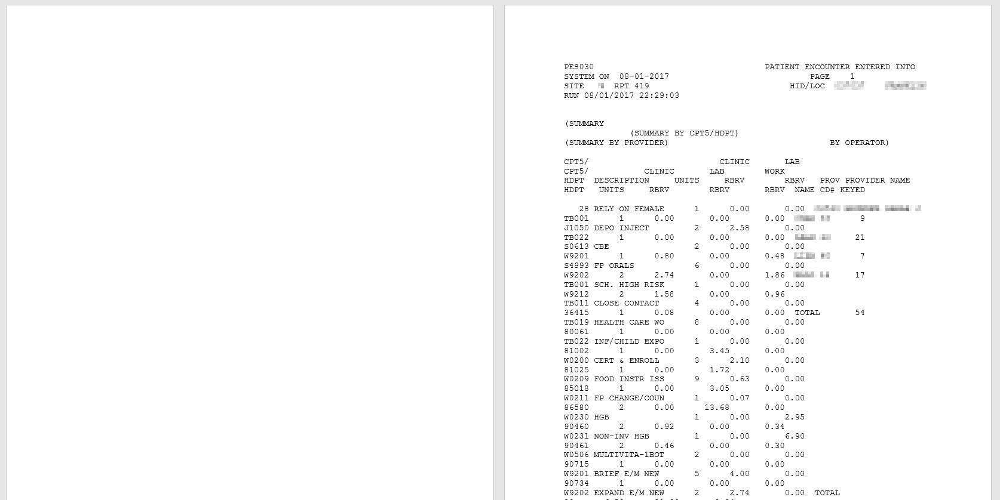 PES030 PATIENT ENCOUNTER ENTERED INTO
SYSTEM ON 08-01-2017 PAGE 1
SITE RPT 419 HID/LOC
RUN 08/01/2017 22:29:03
(SUMMARY
(SUMMARY BY CPT5/HDPT)
(SUMMARY BY PROVIDER) BY OPERATOR)
CPT5/ CLINIC LAB
CPT5/ CLINIC LAB WORK
HDPT DESCRIPTION UNITS RBRV RBRV PROV PROVIDER NAME
HDPT UNITS RBRV RBRV RBRV NAME CD# KEYED
28 RELY ON FEMALE 1 0.00 0.00
TB001 1 0.00 0.00 0.00 9
J1050 DEPO INJECT 2 2.58 0.00
TB022 1 0.00 0.00 0.00 21
S0613 CBE 2 0.00 0.00
W9201 1 0.80 0.00 0.48 7
S4993 FP ORALS 6 0.00 0.00
W9202 2 2.74 0.00 1.86 17
TB001 SCH. HIGH RISK 1 0.00 0.00
W9212 2 1.58 0.00 0.96
TB011 CLOSE CONTACT 4 0.00 0.00
36415 1 0.08 0.00 0.00 TOTAL 54
TB019 HEALTH CARE WO 8 0.00 0.00
80061 1 0.00 0.00 0.00
TB022 INF/CHILD EXPO 1 0.00 0.00
81002 1 0.00 3.45 0.00
W0200 CERT & ENROLL 3 2.10 0.00
81025 1 0.00 1.72 0.00
W0209 FOOD INSTR ISS 9 0.63 0.00
85018 1 0.00 3.05 0.00
W0211 FP CHANGE/COUN 1 0.07 0.00
86580 2 0.00 13.68 0.00
W0230 HGB 1 0.00 2.95
90460 2 0.92 0.00 0.34
W0231 NON-INV HGB 1 0.00 6.90
90461 2 0.46 0.00 0.30
W0506 MULTIVITA-1BOT 2 0.00 0.00
90715 1 0.00 0.00 0.00
W9201 BRIEF E/M NEW 5 4.00 0.00
90734 1 0.00 0.00 0.00
W9202 EXPAND E/M NEW 2 2.74 0.00 TOTAL